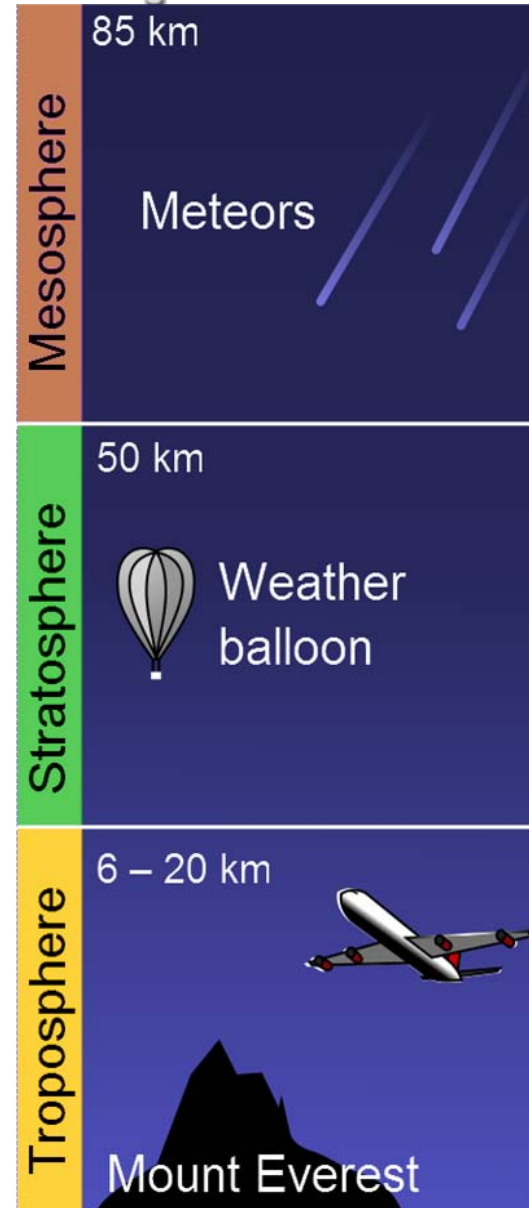 85 km
Mesosphere
Meteors
50 km
Stratosphere
Weather
balloon
6 – 20 km
Troposphere
Mount Everest